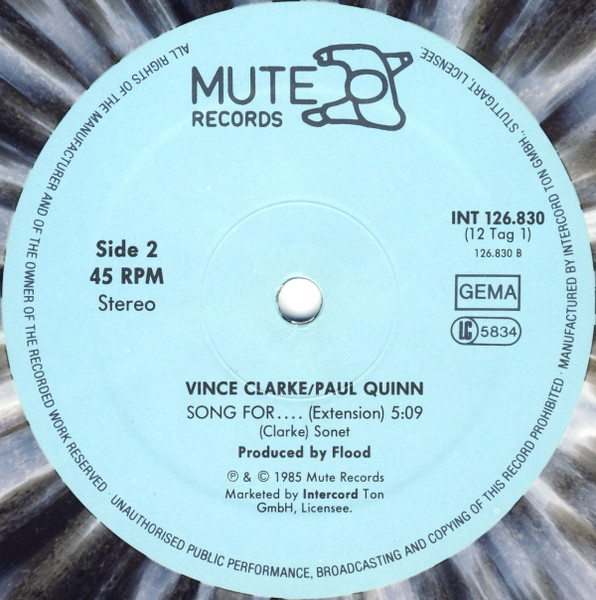 MUTE
RECORDS
Side 2
45 RPM
Stereo
INT 126.830
(12 Tag 1)
126.830 B
GEMA
LC 5834
VINCE CLARKE/PAUL QUINN
SONG FOR.... (Extension) 5:09
(Clarke) Sonet
Produced by Flood
℗ & © 1985 Mute Records
Marketed by Intercord Ton
GmbH, Licensee.
ALL RIGHTS OF THE MANUFACTURER AND OF THE OWNER OF THE RECORDED WORK RESERVED · UNAUTHORISED PUBLIC PERFORMANCE, BROADCASTING AND COPYING OF THIS RECORD PROHIBITED · MANUFACTURED BY INTERCORD TON GMBH, STUTTGART, LICENSEE.